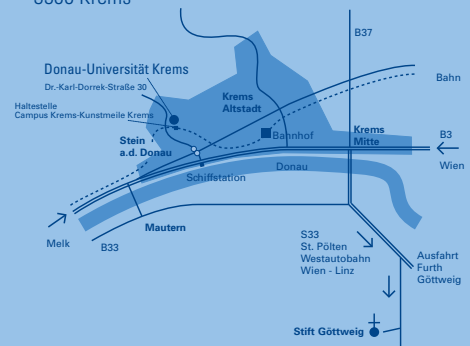 3500 Krems
B37
Donau-Universität Krems
Dr.-Karl-Dorrek-Straße 30
Bahn
Haltestelle
Campus Krems-Kunstmeile Krems
Krems
Altstadt
Bahnhof
Krems
Mitte
B3
Wien
Stein
a.d. Donau
Donau
Schiffstation
Melk
B33
Mautern
S33
St. Pölten
Westautobahn
Wien - Linz
Ausfahrt
Furth
Göttweig
Stift Göttweig